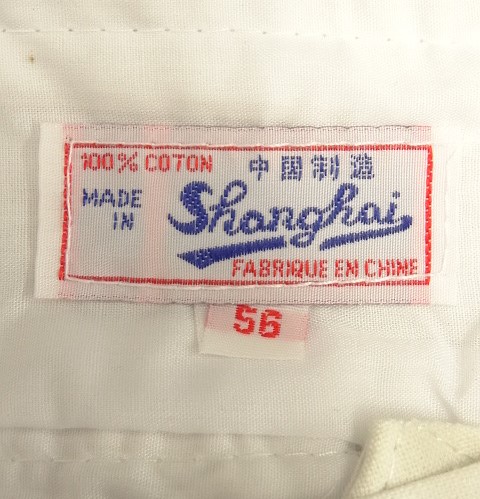 100% COTON
中国制造
MADE
IN
Shanghai
FABRIQUE EN CHINE
56